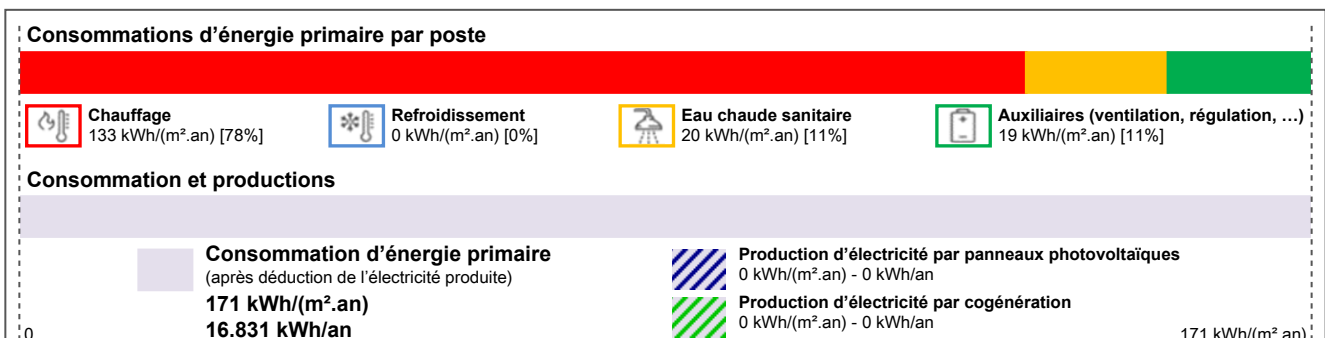 Consommations d’énergie primaire par poste
Chauffage
133 kWh/(m².an) [78%]
Refroidissement
0 kWh/(m².an) [0%]
Eau chaude sanitaire
20 kWh/(m².an) [11%]
Auxiliaires (ventilation, régulation, …)
19 kWh/(m².an) [11%]
Consommation et productions
Consommation d’énergie primaire
(après déduction de l’électricité produite)
171 kWh/(m².an)
16.831 kWh/an
Production d’électricité par panneaux photovoltaïques
0 kWh/(m².an) - 0 kWh/an
Production d’électricité par cogénération
0 kWh/(m².an) - 0 kWh/an
0
171 kWh/(m².an)